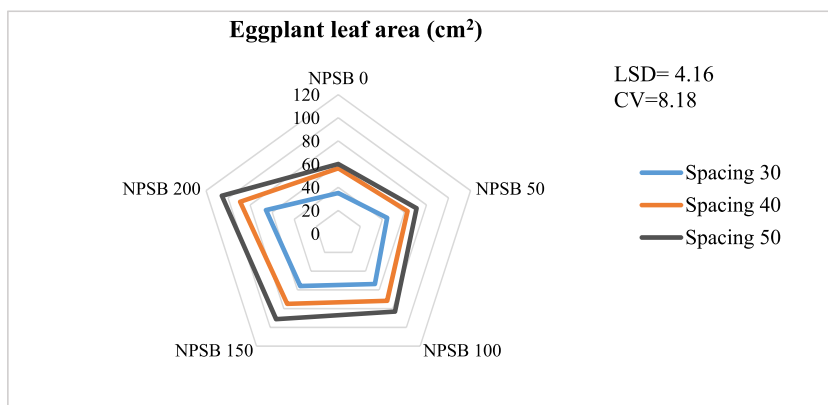 Eggplant leaf area (cm²)
NPSB 0
LSD= 4.16
CV=8.18
120
100
80
60
40
20
0
NPSB 50
NPSB 100
NPSB 150
NPSB 200
Spacing 30
Spacing 40
Spacing 50